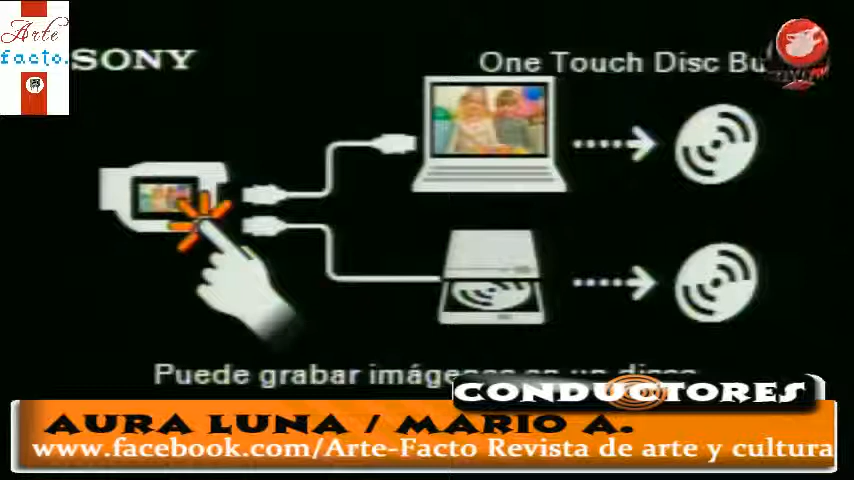 Arte
facto.
SONY
One Touch Disc Bu
Puede grabar imágenes en un disco
CONDUCTORES
AURA LUNA / MARIO A.
www.facebook.com/Arte-Facto Revista de arte y cultura